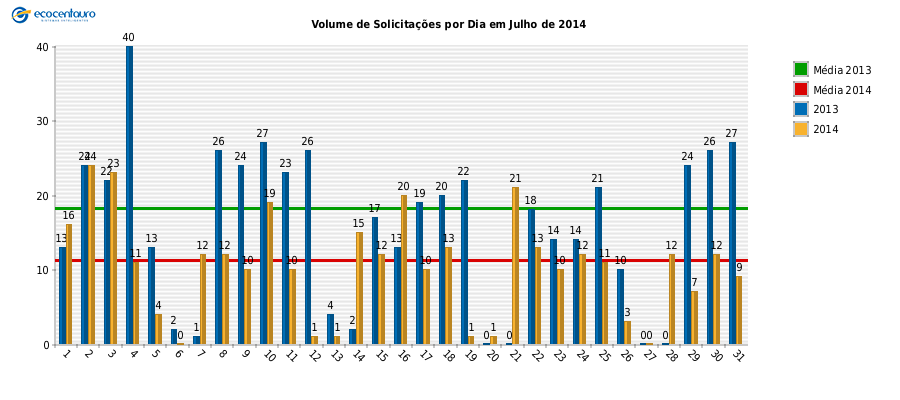 ecocentauro
Volume de Solicitações por Dia em Julho de 2014
Média 2013
Média 2014
2013
2014
40
30
20
10
0
13 16 24 24 22 23 40 11 13 4 2 0 1 12 26 12 24 10 27 19 23 10 26 1 4 1 2 15 17 12 13 20 19 10 20 13 22 1 0 1 0 21 18 13 14 10 14 12 21 11 10 3 0 0 0 12 24 7 26 12 27 9
1 2 3 4 5 6 7 8 9 10 11 12 13 14 15 16 17 18 19 20 21 22 23 24 25 26 27 28 29 30 31